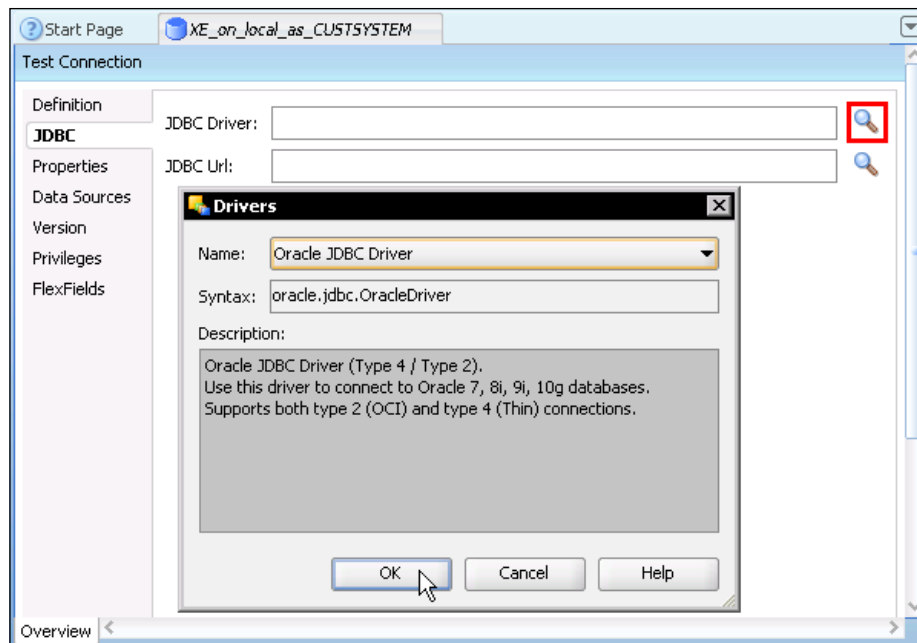 Start Page
XE_on_local_as_CUSTSYSTEM
Test Connection
Definition
JDBC
Properties
Data Sources
Version
Privileges
FlexFields
JDBC Driver:
JDBC Url:
Drivers
Name: Oracle JDBC Driver
Syntax: oracle.jdbc.OracleDriver
Description:
Oracle JDBC Driver (Type 4 / Type 2).
Use this driver to connect to Oracle 7, 8i, 9i, 10g databases.
Supports both type 2 (OCI) and type 4 (Thin) connections.
OK Cancel Help
Overview